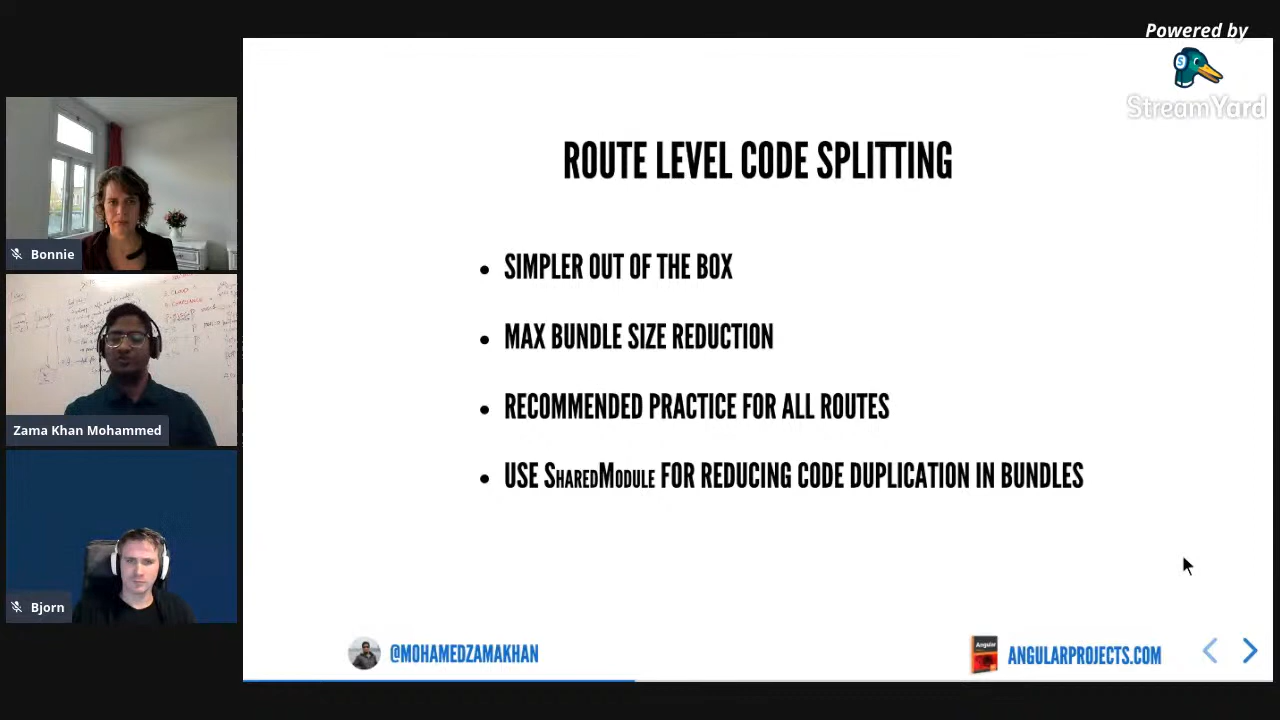 Powered by
StreamYard
ROUTE LEVEL CODE SPLITTING
SIMPLER OUT OF THE BOX
MAX BUNDLE SIZE REDUCTION
RECOMMENDED PRACTICE FOR ALL ROUTES
USE SHAREDMODULE FOR REDUCING CODE DUPLICATION IN BUNDLES
@MOHAMEDZAMAKHAN
Angular
ANGULARPROJECTS.COM
Bonnie
Zama Khan Mohammed
Bjorn